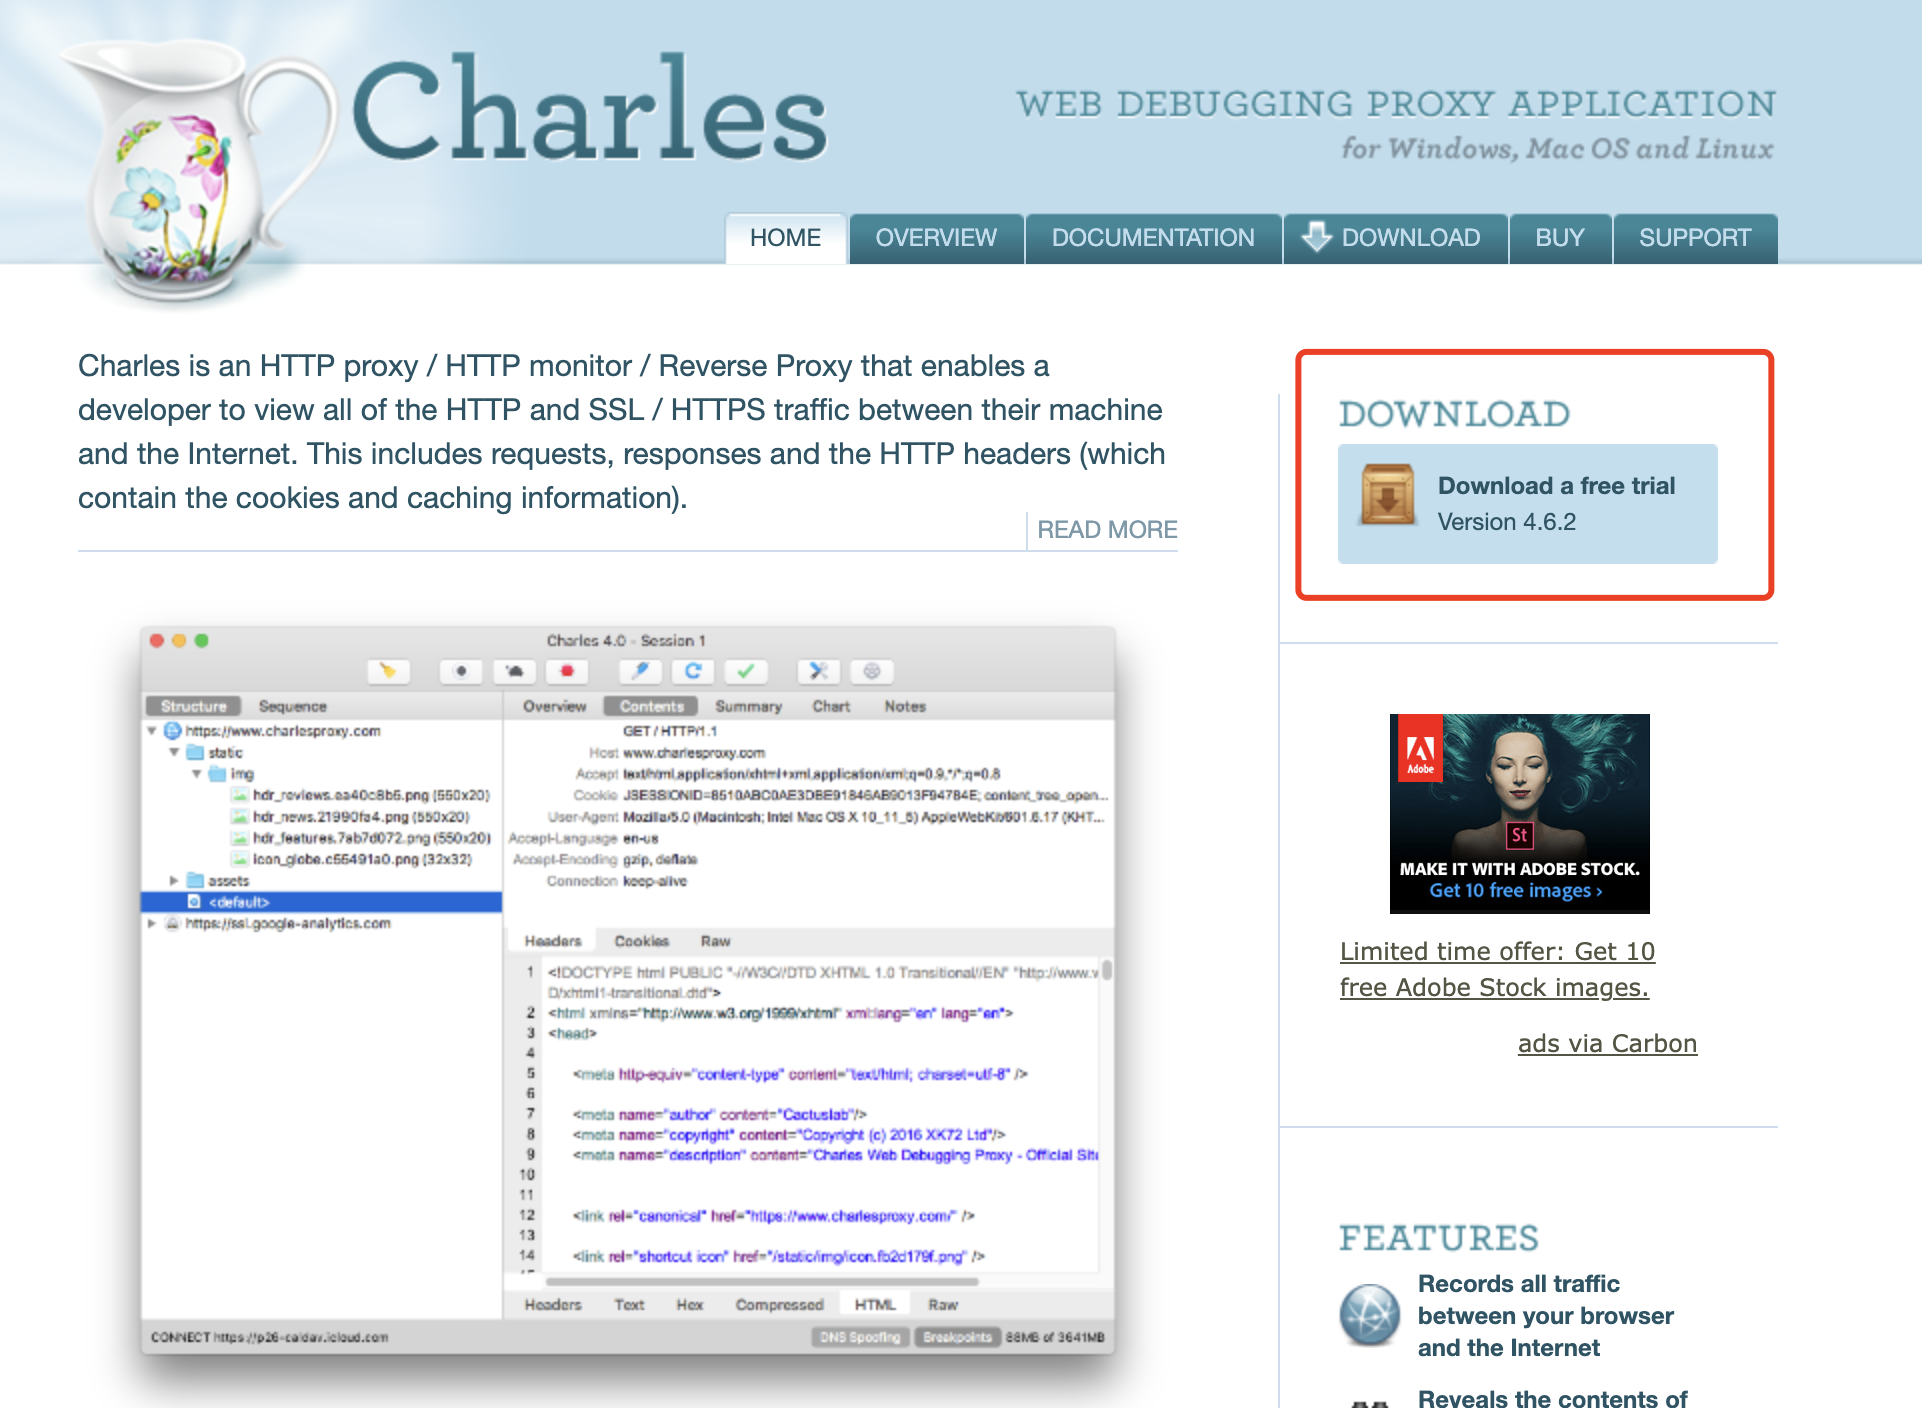 Charles
WEB DEBUGGING PROXY APPLICATION
for Windows, Mac OS and Linux
HOME
OVERVIEW
DOCUMENTATION
DOWNLOAD
BUY
SUPPORT
Charles is an HTTP proxy / HTTP monitor / Reverse Proxy that enables a
developer to view all of the HTTP and SSL / HTTPS traffic between their machine
and the Internet. This includes requests, responses and the HTTP headers (which
contain the cookies and caching information).
READ MORE
DOWNLOAD
Download a free trial
Version 4.6.2
Charles 4.0 - Session 1
Structure
Sequence
https://www.charlesproxy.com
static
img
hdr_reviews.ea40c8b5.png (550x20)
hdr_news.21990fa4.png (550x20)
hdr_features.7ab7d072.png (550x20)
icon_globe.c55491a0.png (32x32)
assets
<default>
https://ssl.google-analytics.com
Overview
Contents
Summary
Chart
Notes
GET / HTTP/1.1
Host www.charlesproxy.com
Accept text/html,application/xhtml+xml,application/xml;q=0.9,*/*;q=0.8
Cookie JSESSIONID=8510ABC0AE3DBE91846AB9013F94784E; content_tree_open...
User-Agent Mozilla/5.0 (Macintosh; Intel Mac OS X 10_11_5) AppleWebKit/601.6.17 (KHT...
Accept-Language en-us
Accept-Encoding gzip, deflate
Connection keep-alive
Headers
Cookies
Raw
1 <!DOCTYPE html PUBLIC "-//W3C//DTD XHTML 1.0 Transitional//EN" "http://www.v
D/xhtml1-transitional.dtd">
2 <html xmlns="http://www.w3.org/1999/xhtml" xml:lang="en" lang="en">
3 <head>
4
5 <meta http-equiv="content-type" content="text/html; charset=utf-8" />
6
7 <meta name="author" content="Cactuslab"/>
8 <meta name="copyright" content="Copyright (c) 2016 XK72 Ltd"/>
9 <meta name="description" content="Charles Web Debugging Proxy - Official Site
10
11
12 <link rel="canonical" href="https://www.charlesproxy.com/" />
13
14 <link rel="shortcut icon" href="/static/img/icon.fb2d179f.png" />
Headers
Text
Hex
Compressed
HTML
Raw
CONNECT https://p26-caldav.icloud.com
DNS Spoofing
Breakpoints
88MB of 3641MB
Adobe
St
MAKE IT WITH ADOBE STOCK.
Get 10 free images ›
Limited time offer: Get 10
free Adobe Stock images.
ads via Carbon
FEATURES
Records all traffic
between your browser
and the Internet
Reveals the contents of